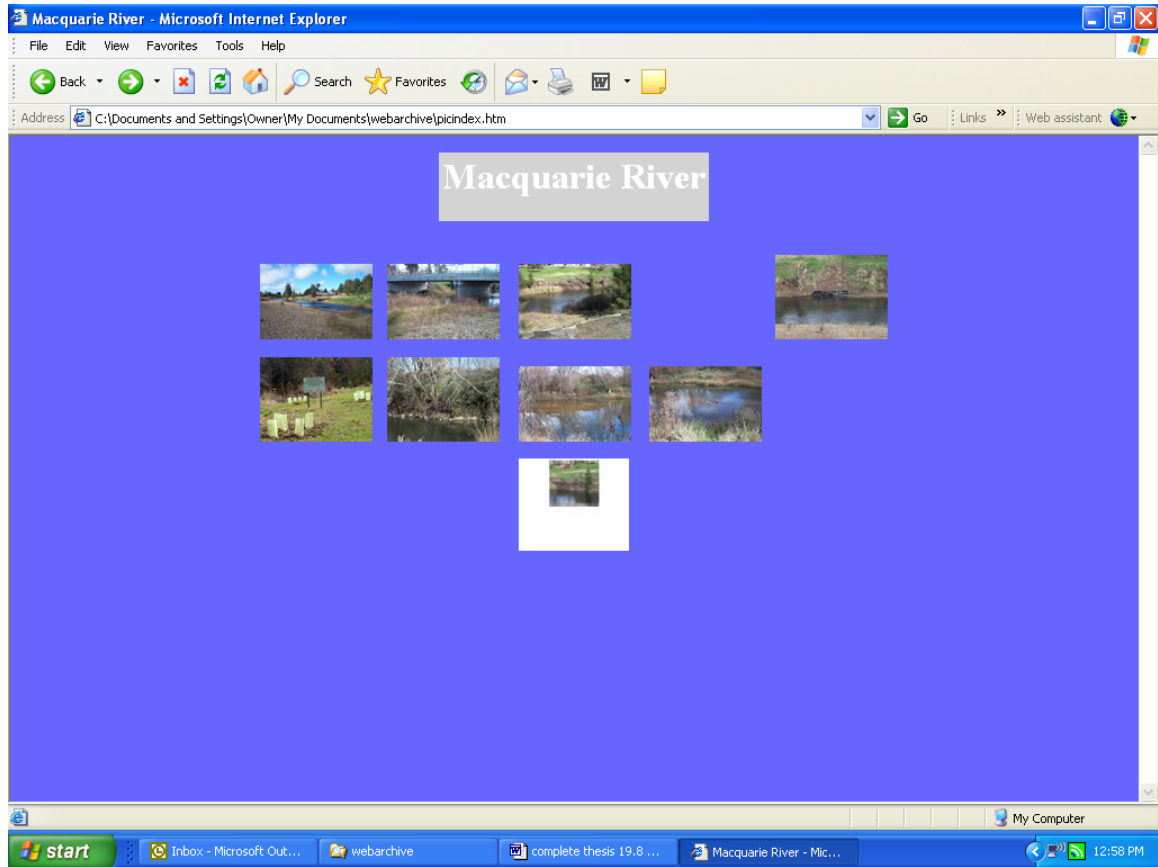 Macquarie River - Microsoft Internet Explorer
File Edit View Favorites Tools Help
Back Search Favorites
Address C:\Documents and Settings\Owner\My Documents\webarchive\picindex.htm Go Links » Web assistant
Macquarie River
My Computer
start Inbox - Microsoft Out... webarchive complete thesis 19.8 ... Macquarie River - Mic... 12:58 PM